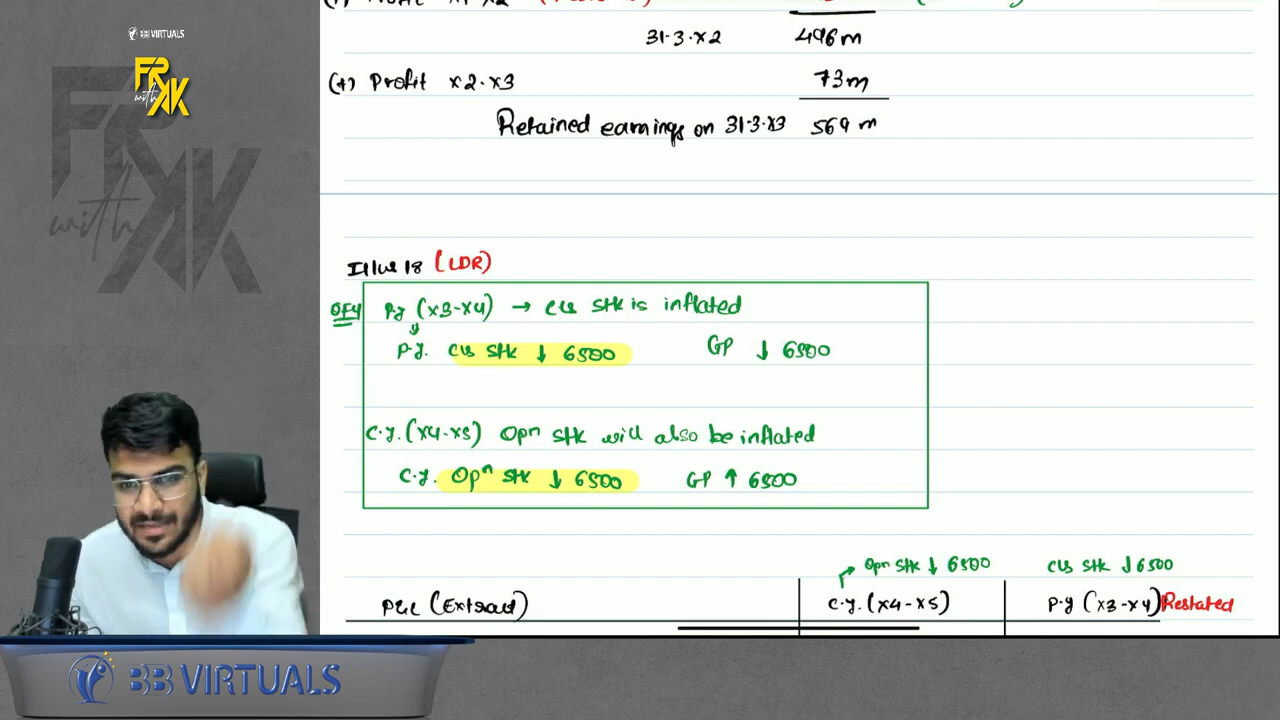 BB VIRTUALS
FR
with
KK
31·3·x2 496 m
(+) Profit x2-x3 73 m
Retained earnings on 31·3·x3 569 m
Illus 18 (LDR)
P.y (x3-x4) → cls stk is inflated
P.y. cls stk ↓ 6500 GP ↓ 6500
C.y. (x4-x5) Opn stk will also be inflated
C.y. Opn stk ↓ 6500 GP ↑ 6500
Opn stk ↓ 6500 cls stk ↓ 6500
P&L (Extract) C.y. (x4-x5) P.y (x3-x4) Restated
BB VIRTUALS